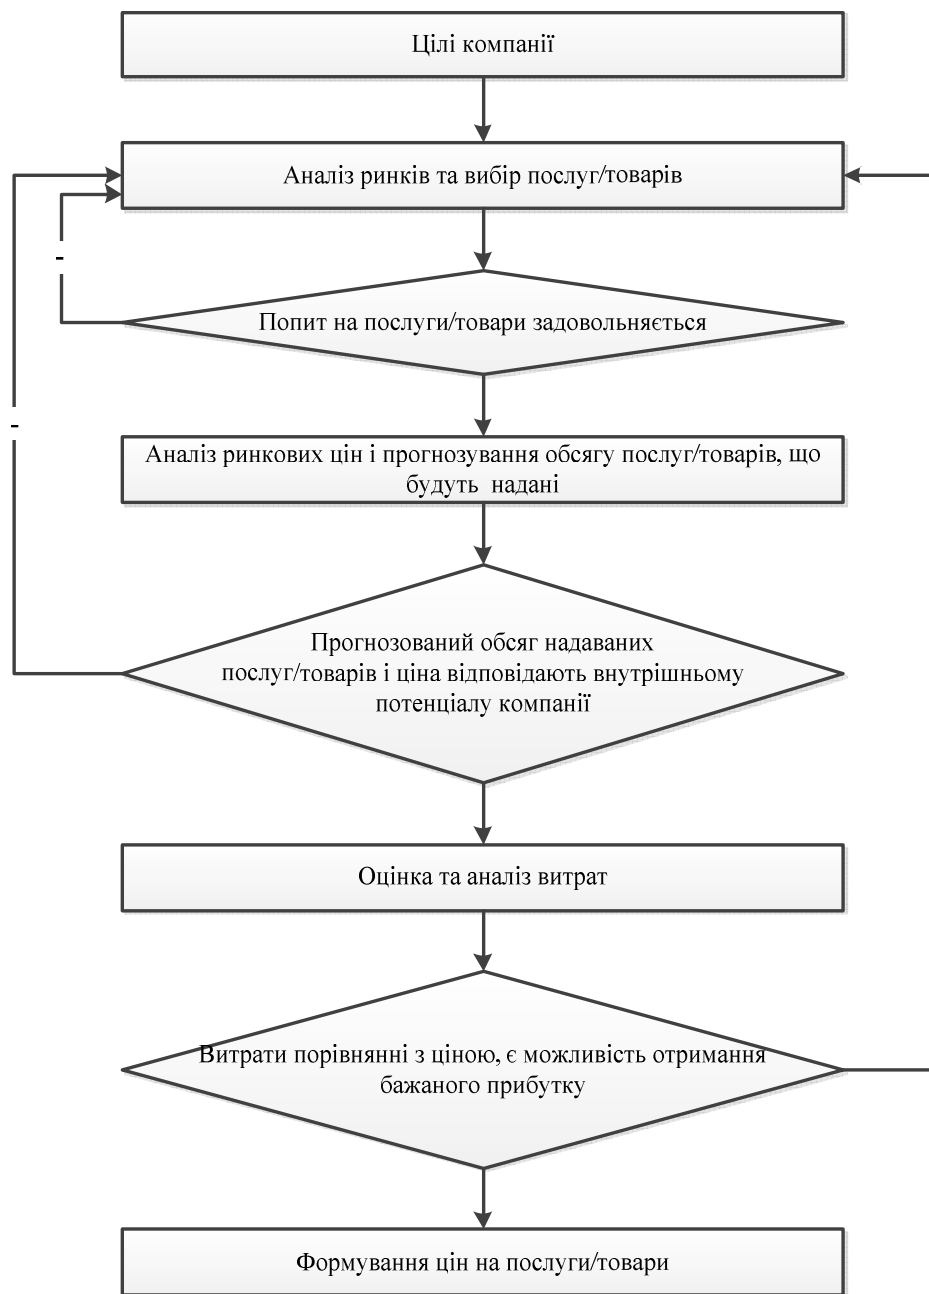 Цілі компанії
Аналіз ринків та вибір послуг/товарів
-
Попит на послуги/товари задовольняється
-
Аналіз ринкових цін і прогнозування обсягу послуг/товарів, що
будуть надані
Прогнозований обсяг надаваних
послуг/товарів і ціна відповідають внутрішньому
потенціалу компанії
Оцінка та аналіз витрат
Витрати порівнянні з ціною, є можливість отримання
бажаного прибутку
Формування цін на послуги/товари